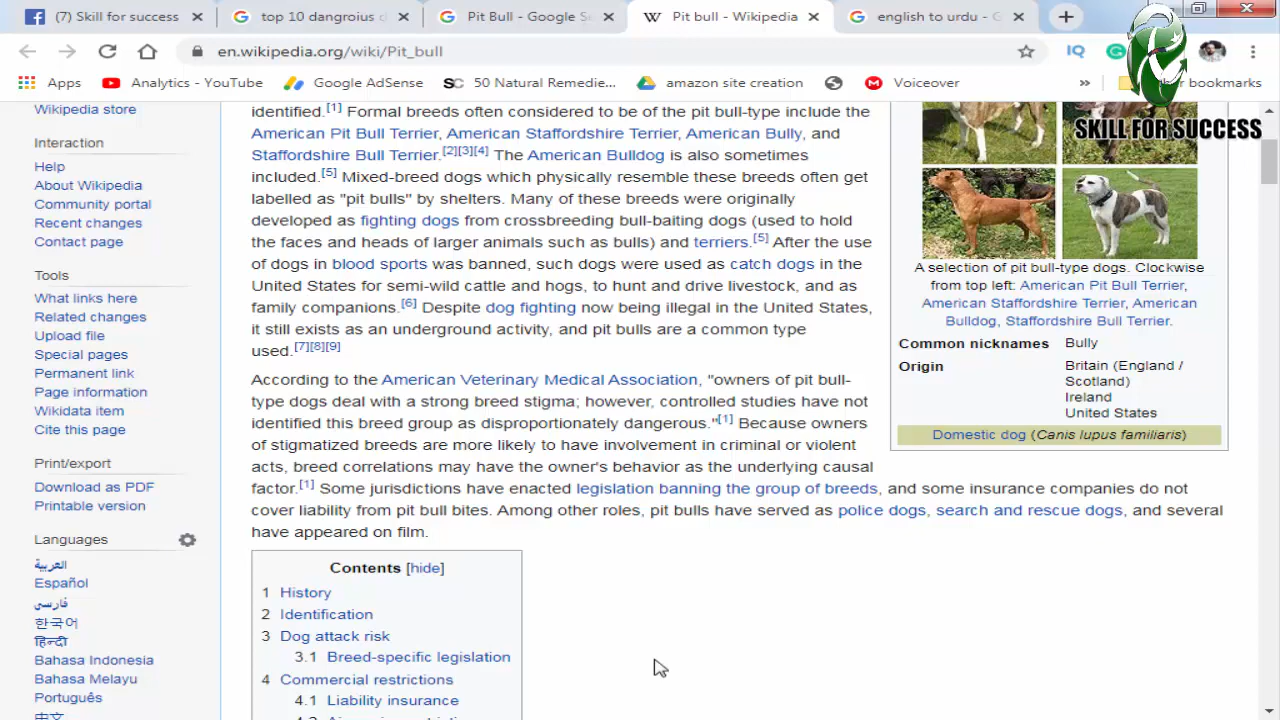 (7) Skill for success
top 10 dangroius d
Pit Bull - Google S
Pit bull - Wikipedia
english to urdu - G
en.wikipedia.org/wiki/Pit_bull
IQ
Apps
Analytics - YouTube
Google AdSense
SC 50 Natural Remedie...
amazon site creation
Voiceover
»
her bookmarks
SKILL FOR SUCCESS
Wikipedia store
Interaction
Help
About Wikipedia
Community portal
Recent changes
Contact page
Tools
What links here
Related changes
Upload file
Special pages
Permanent link
Page information
Wikidata item
Cite this page
Print/export
Download as PDF
Printable version
Languages
العربية
Español
فارسی
한국어
हिन्दी
Bahasa Indonesia
Bahasa Melayu
Português
中文
identified.[1] Formal breeds often considered to be of the pit bull-type include the
American Pit Bull Terrier, American Staffordshire Terrier, American Bully, and
Staffordshire Bull Terrier.[2][3][4] The American Bulldog is also sometimes
included.[5] Mixed-breed dogs which physically resemble these breeds often get
labelled as "pit bulls" by shelters. Many of these breeds were originally
developed as fighting dogs from crossbreeding bull-baiting dogs (used to hold
the faces and heads of larger animals such as bulls) and terriers.[5] After the use
of dogs in blood sports was banned, such dogs were used as catch dogs in the
United States for semi-wild cattle and hogs, to hunt and drive livestock, and as
family companions.[6] Despite dog fighting now being illegal in the United States,
it still exists as an underground activity, and pit bulls are a common type
used.[7][8][9]
According to the American Veterinary Medical Association, "owners of pit bull-
type dogs deal with a strong breed stigma; however, controlled studies have not
identified this breed group as disproportionately dangerous."[1] Because owners
of stigmatized breeds are more likely to have involvement in criminal or violent
acts, breed correlations may have the owner's behavior as the underlying causal
factor.[1] Some jurisdictions have enacted legislation banning the group of breeds, and some insurance companies do not
cover liability from pit bull bites. Among other roles, pit bulls have served as police dogs, search and rescue dogs, and several
have appeared on film.
A selection of pit bull-type dogs. Clockwise
from top left: American Pit Bull Terrier,
American Staffordshire Terrier, American
Bulldog, Staffordshire Bull Terrier.
Common nicknames Bully
Origin Britain (England /
Scotland)
Ireland
United States
Domestic dog (Canis lupus familiaris)
Contents [hide]
1 History
2 Identification
3 Dog attack risk
3.1 Breed-specific legislation
4 Commercial restrictions
4.1 Liability insurance